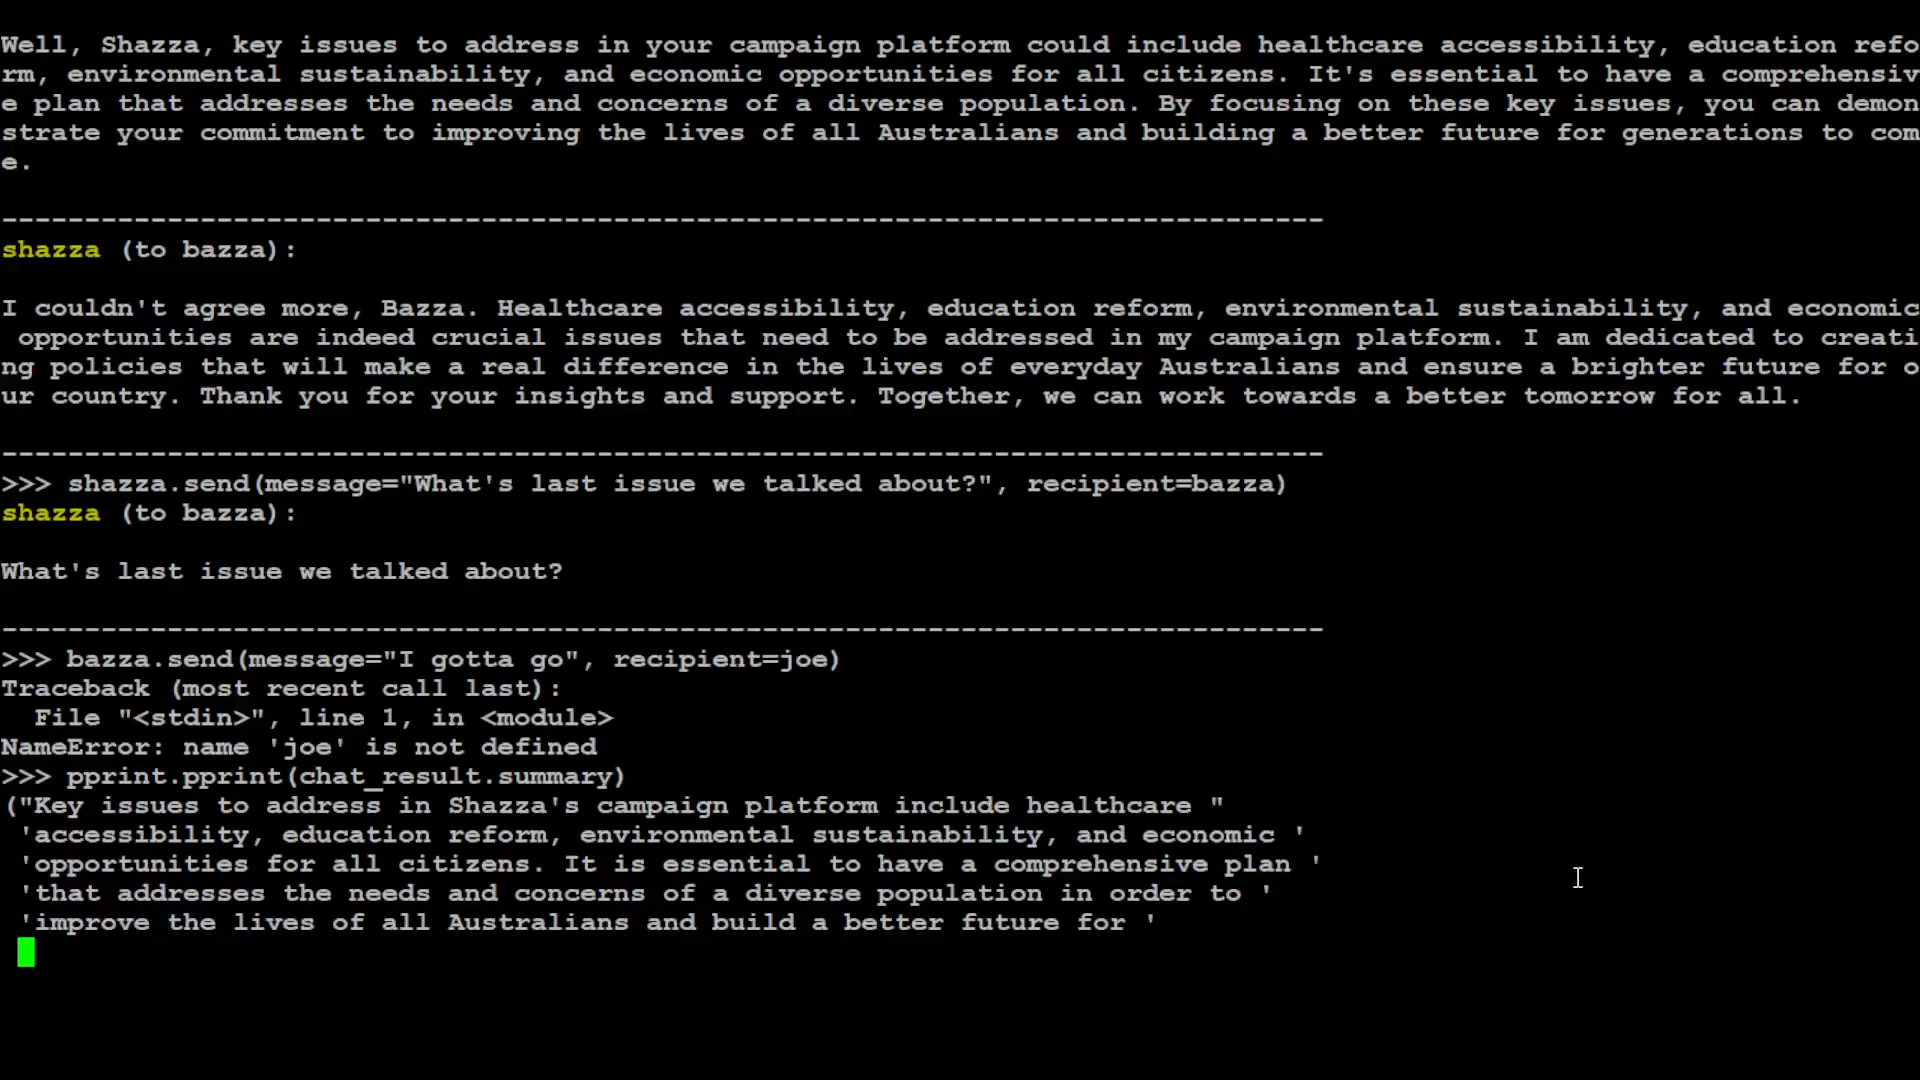 Well, Shazza, key issues to address in your campaign platform could include healthcare accessibility, education refo
rm, environmental sustainability, and economic opportunities for all citizens. It's essential to have a comprehensiv
e plan that addresses the needs and concerns of a diverse population. By focusing on these key issues, you can demon
strate your commitment to improving the lives of all Australians and building a better future for generations to com
e.
--------------------------------------------------------------------------------
shazza (to bazza):
I couldn't agree more, Bazza. Healthcare accessibility, education reform, environmental sustainability, and economic
 opportunities are indeed crucial issues that need to be addressed in my campaign platform. I am dedicated to creati
ng policies that will make a real difference in the lives of everyday Australians and ensure a brighter future for o
ur country. Thank you for your insights and support. Together, we can work towards a better tomorrow for all.
--------------------------------------------------------------------------------
>>> shazza.send(message="What's last issue we talked about?", recipient=bazza)
shazza (to bazza):
What's last issue we talked about?
--------------------------------------------------------------------------------
>>> bazza.send(message="I gotta go", recipient=joe)
Traceback (most recent call last):
  File "<stdin>", line 1, in <module>
NameError: name 'joe' is not defined
>>> pprint.pprint(chat_result.summary)
("Key issues to address in Shazza's campaign platform include healthcare "
 'accessibility, education reform, environmental sustainability, and economic '
 'opportunities for all citizens. It is essential to have a comprehensive plan '
 'that addresses the needs and concerns of a diverse population in order to '
 'improve the lives of all Australians and build a better future for '